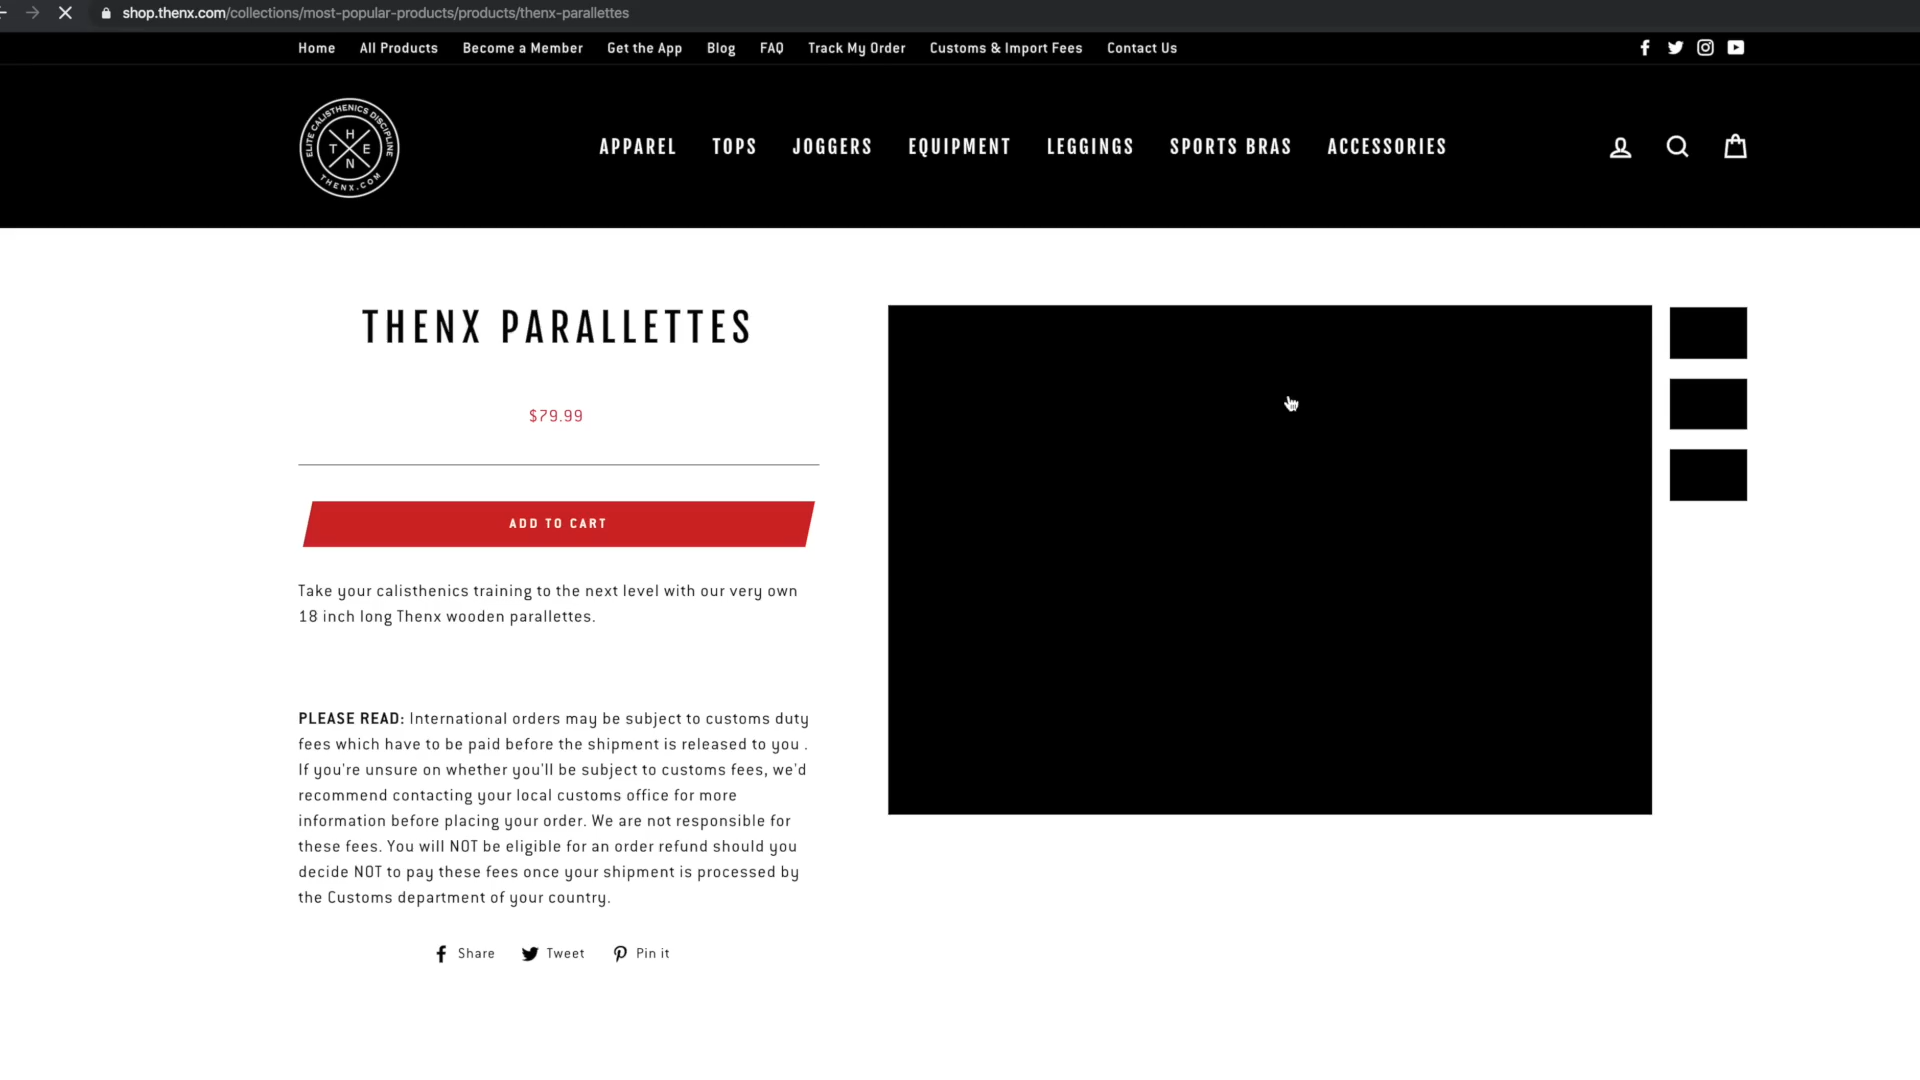 shop.thenx.com/collections/most-popular-products/products/thenx-parallettes
Home All Products Become a Member Get the App Blog FAQ Track My Order Customs & Import Fees Contact Us
ELITE CALISTHENICS DISCIPLINE
H
T E
N
THENX.COM
APPAREL TOPS JOGGERS EQUIPMENT LEGGINGS SPORTS BRAS ACCESSORIES
THENX PARALLETTES
$79.99
ADD TO CART
Take your calisthenics training to the next level with our very own
18 inch long Thenx wooden parallettes.
PLEASE READ: International orders may be subject to customs duty
fees which have to be paid before the shipment is released to you .
If you're unsure on whether you'll be subject to customs fees, we'd
recommend contacting your local customs office for more
information before placing your order. We are not responsible for
these fees. You will NOT be eligible for an order refund should you
decide NOT to pay these fees once your shipment is processed by
the Customs department of your country.
Share Tweet Pin it